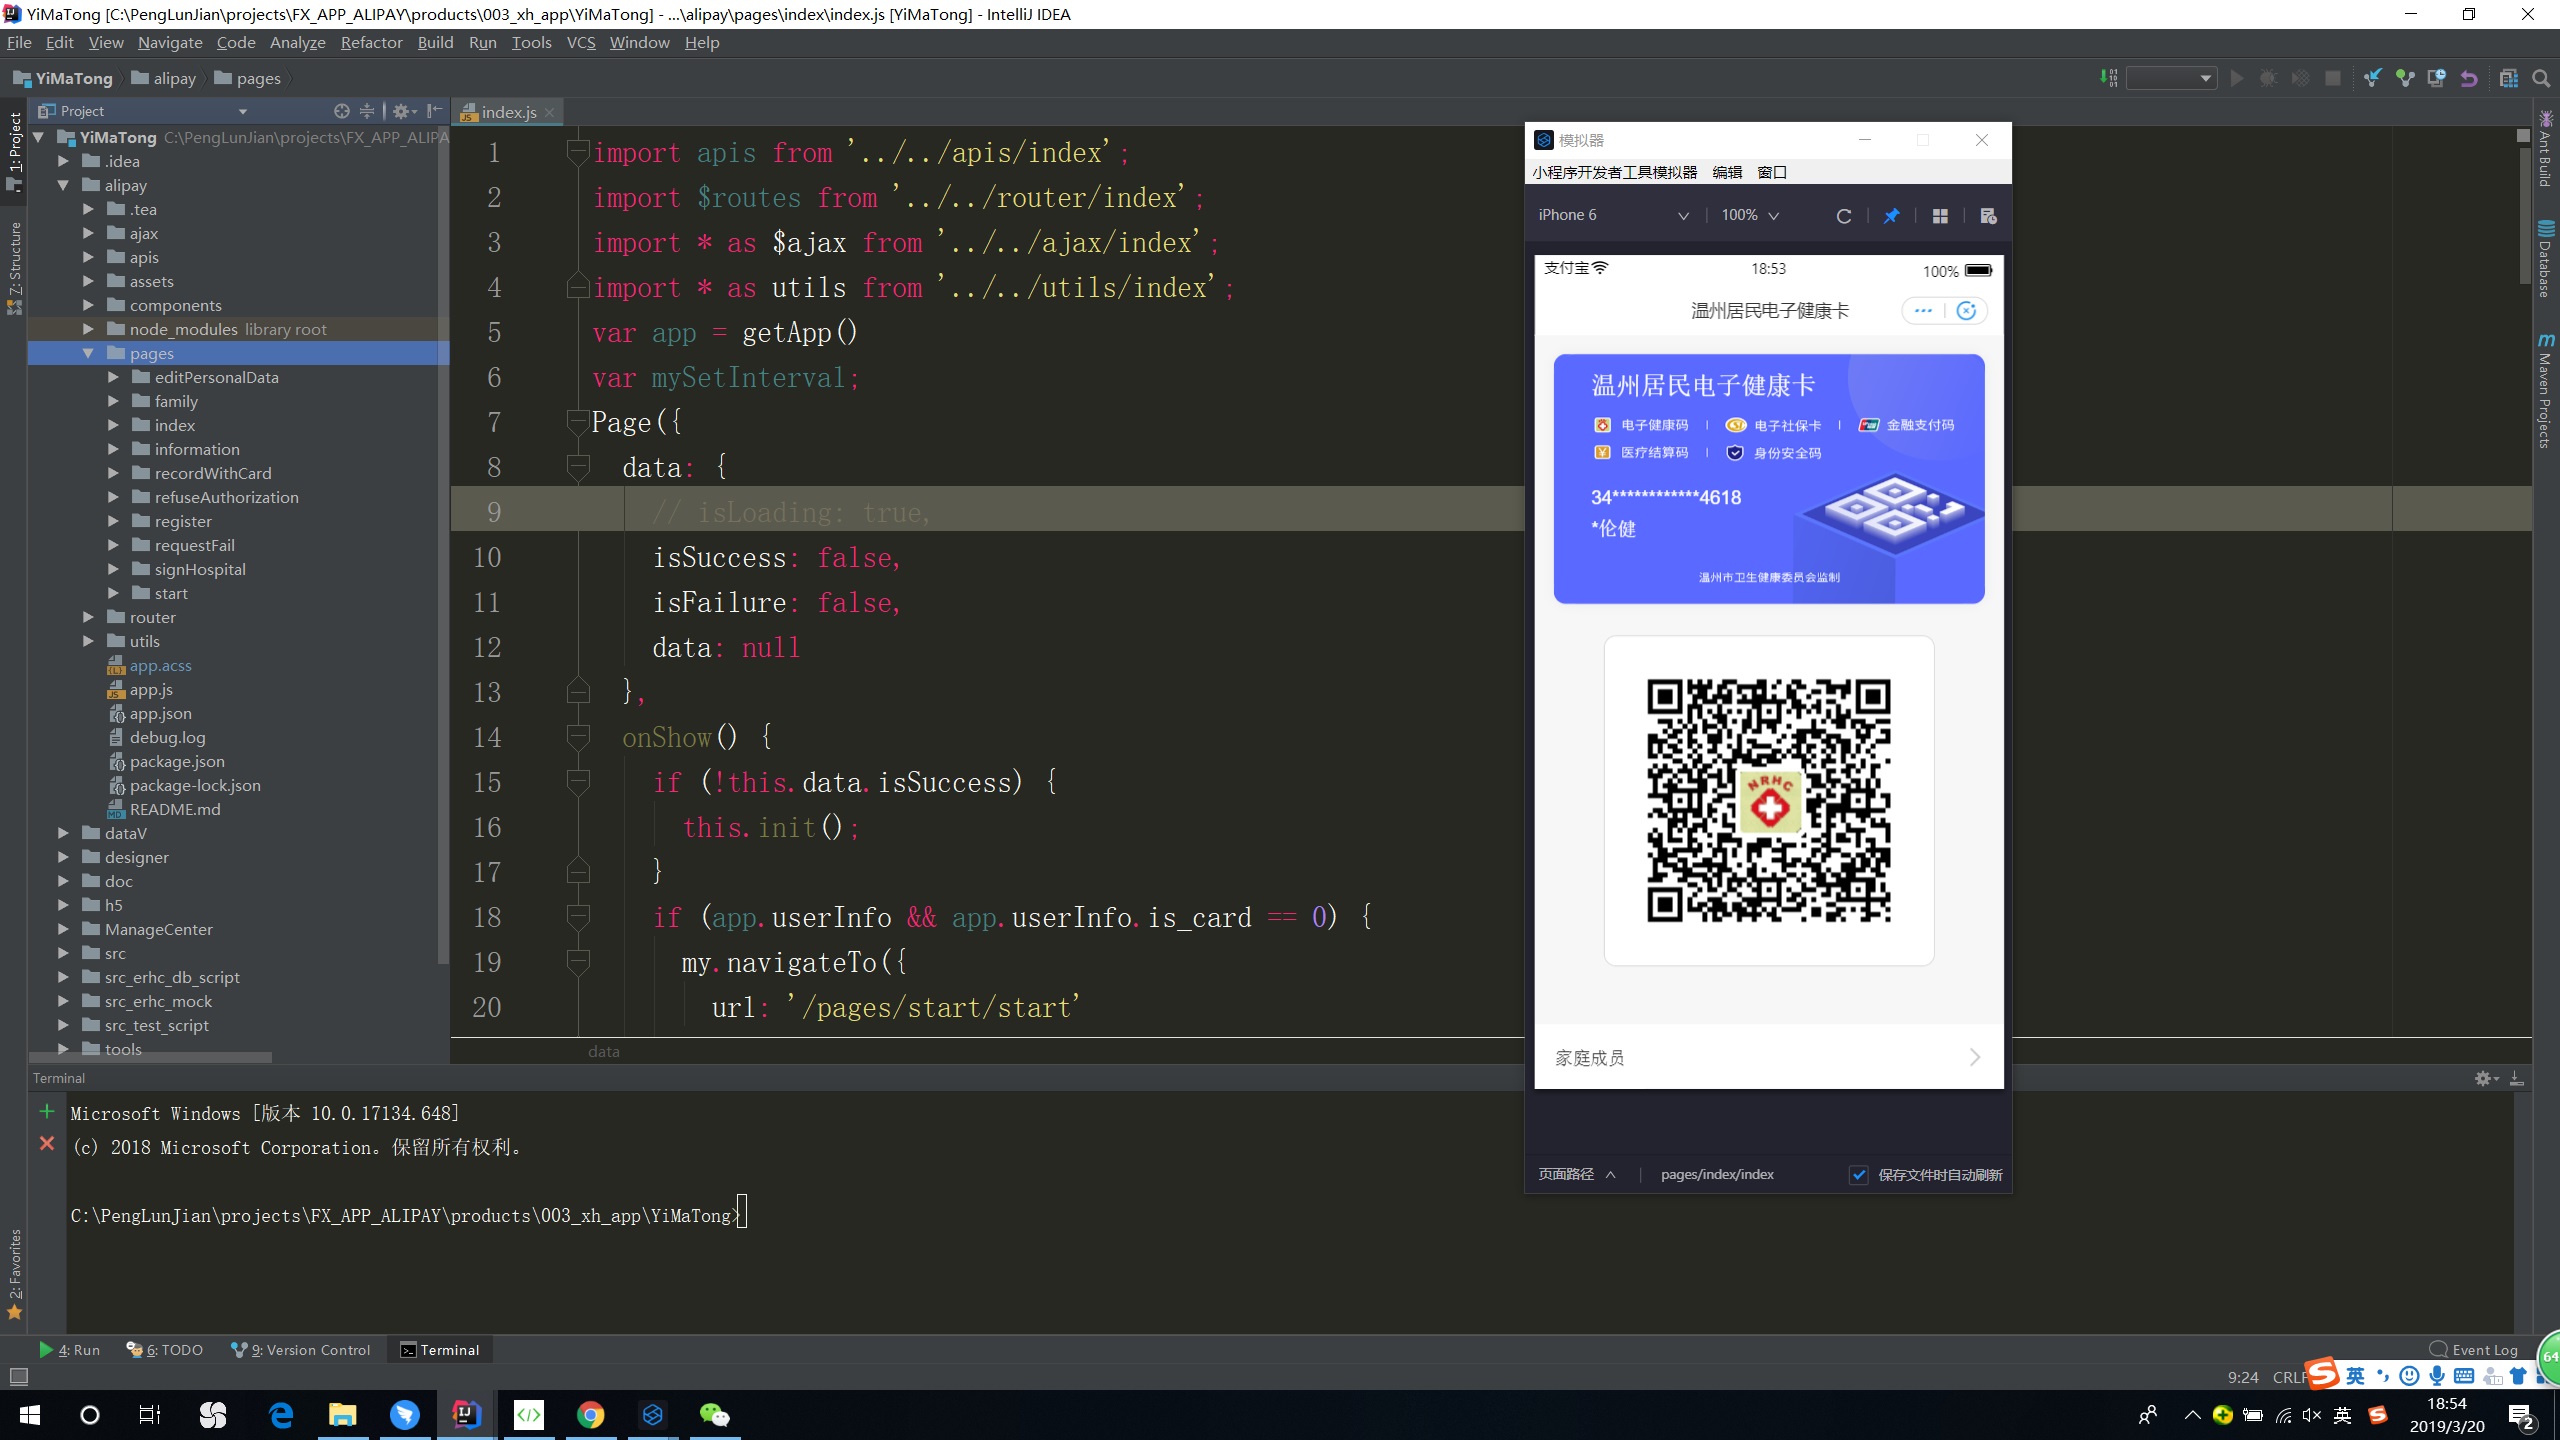 YiMaTong [C:\PengLunJian\projects\FX_APP_ALIPAY\products\003_xh_app\YiMaTong] - ...\alipay\pages\index\index.js [YiMaTong] - IntelliJ IDEA
File Edit View Navigate Code Analyze Refactor Build Run Tools VCS Window Help
YiMaTong alipay pages
Project
index.js
1: Project
Z: Structure
2: Favorites
YiMaTong C:\PengLunJian\projects\FX_APP_ALIPA
.idea
alipay
.tea
ajax
apis
assets
components
node_modules library root
pages
editPersonalData
family
index
information
recordWithCard
refuseAuthorization
register
requestFail
signHospital
start
router
utils
app.acss
app.js
app.json
debug.log
package.json
package-lock.json
README.md
dataV
designer
doc
h5
ManageCenter
src
src_erhc_db_script
src_erhc_mock
src_test_script
tools
1 import apis from '../../apis/index';
2 import $routes from '../../router/index';
3 import * as $ajax from '../../ajax/index';
4 import * as utils from '../../utils/index';
5 var app = getApp()
6 var mySetInterval;
7 Page({
8 data: {
9 // isLoading: true,
10 isSuccess: false,
11 isFailure: false,
12 data: null
13 },
14 onShow() {
15 if (!this.data.isSuccess) {
16 this.init();
17 }
18 if (app.userInfo && app.userInfo.is_card == 0) {
19 my.navigateTo({
20 url: '/pages/start/start'
data
模拟器
小程序开发者工具模拟器 编辑 窗口
iPhone 6 100%
支付宝 18:53 100%
温州居民电子健康卡
温州居民电子健康卡
电子健康码 电子社保卡 金融支付码
医疗结算码 身份安全码
34************4618
*伦健
温州市卫生健康委员会监制
NRHC
家庭成员
页面路径 pages/index/index 保存文件时自动刷新
Ant Build
Database
Maven Projects
Terminal
Microsoft Windows [版本 10.0.17134.648]
(c) 2018 Microsoft Corporation。保留所有权利。
C:\PengLunJian\projects\FX_APP_ALIPAY\products\003_xh_app\YiMaTong>
4: Run 6: TODO 9: Version Control Terminal Event Log
64
9:24 CRLF 英
英 18:54
2019/3/20
2